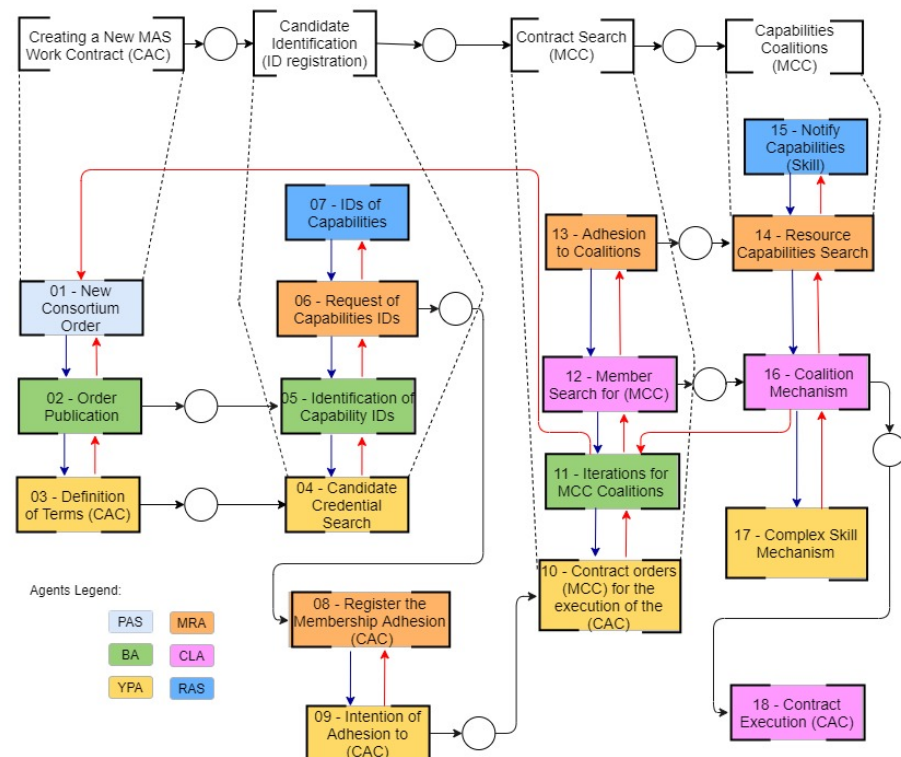 Creating a New MAS
Work Contract (CAC)
Candidate
Identification
(ID registration)
Contract Search
(MCC)
Capabilities
Coalitions
(MCC)
15 - Notify
Capabilities
(Skill)
07 - IDs of
Capabilities
13 - Adhesion
to Coalitions
14 - Resource
Capabilities Search
01 - New
Consortium
Order
06 - Request of
Capabilities IDs
12 - Member
Search for (MCC)
16 - Coalition
Mechanism
02 - Order
Publication
05 - Identification of
Capability IDs
11 - Iterations for
MCC Coalitions
03 - Definition
of Terms (CAC)
04 - Candidate
Credential
Search
17 - Complex Skill
Mechanism
10 - Contract orders
(MCC) for the
execution of the
(CAC)
Agents Legend:
PAS
MRA
BA
CLA
YPA
RAS
08 - Register the
Membership Adhesion
(CAC)
09 - Intention of
Adhesion to
(CAC)
18 - Contract
Execution (CAC)